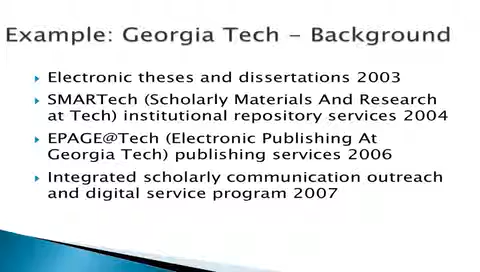 Example: Georgia Tech - Background
Electronic theses and dissertations 2003
SMARTech (Scholarly Materials And Research
at Tech) institutional repository services 2004
EPAGE@Tech (Electronic Publishing At
Georgia Tech) publishing services 2006
Integrated scholarly communication outreach
and digital service program 2007